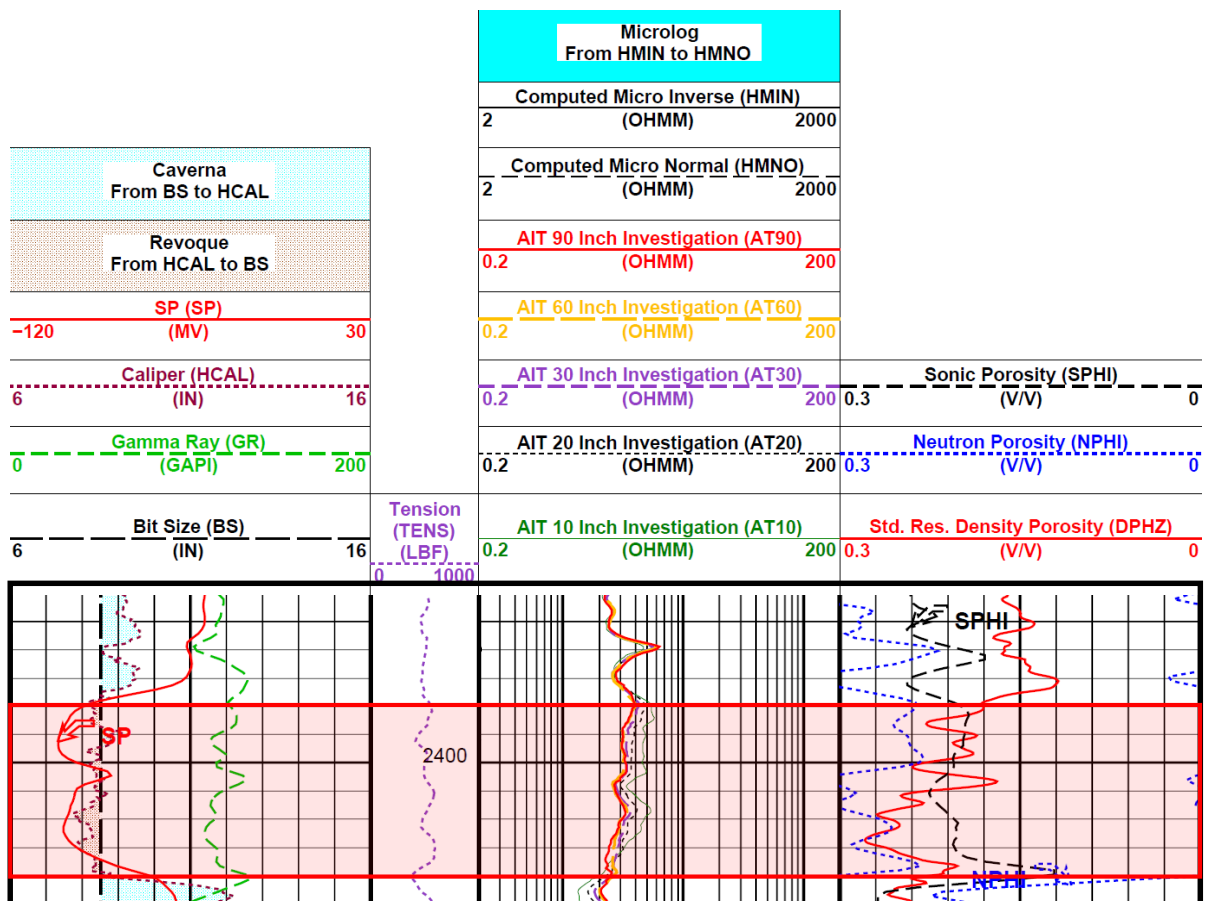 Microlog
From HMIN to HMNO
Computed Micro Inverse (HMIN)
2 (OHMM) 2000
Computed Micro Normal (HMNO)
2 (OHMM) 2000
Caverna
From BS to HCAL
Revoque
From HCAL to BS
AIT 90 Inch Investigation (AT90)
0.2 (OHMM) 200
SP (SP)
−120 (MV) 30
AIT 60 Inch Investigation (AT60)
0.2 (OHMM) 200
Caliper (HCAL)
6 (IN) 16
AIT 30 Inch Investigation (AT30)
0.2 (OHMM) 200
Sonic Porosity (SPHI)
0.3 (V/V) 0
Gamma Ray (GR)
0 (GAPI) 200
AIT 20 Inch Investigation (AT20)
0.2 (OHMM) 200
Neutron Porosity (NPHI)
0.3 (V/V) 0
Bit Size (BS)
6 (IN) 16
Tension
(TENS)
(LBF)
0 1000
AIT 10 Inch Investigation (AT10)
0.2 (OHMM) 200
Std. Res. Density Porosity (DPHZ)
0.3 (V/V) 0
SPHI
SP
2400
NPHI